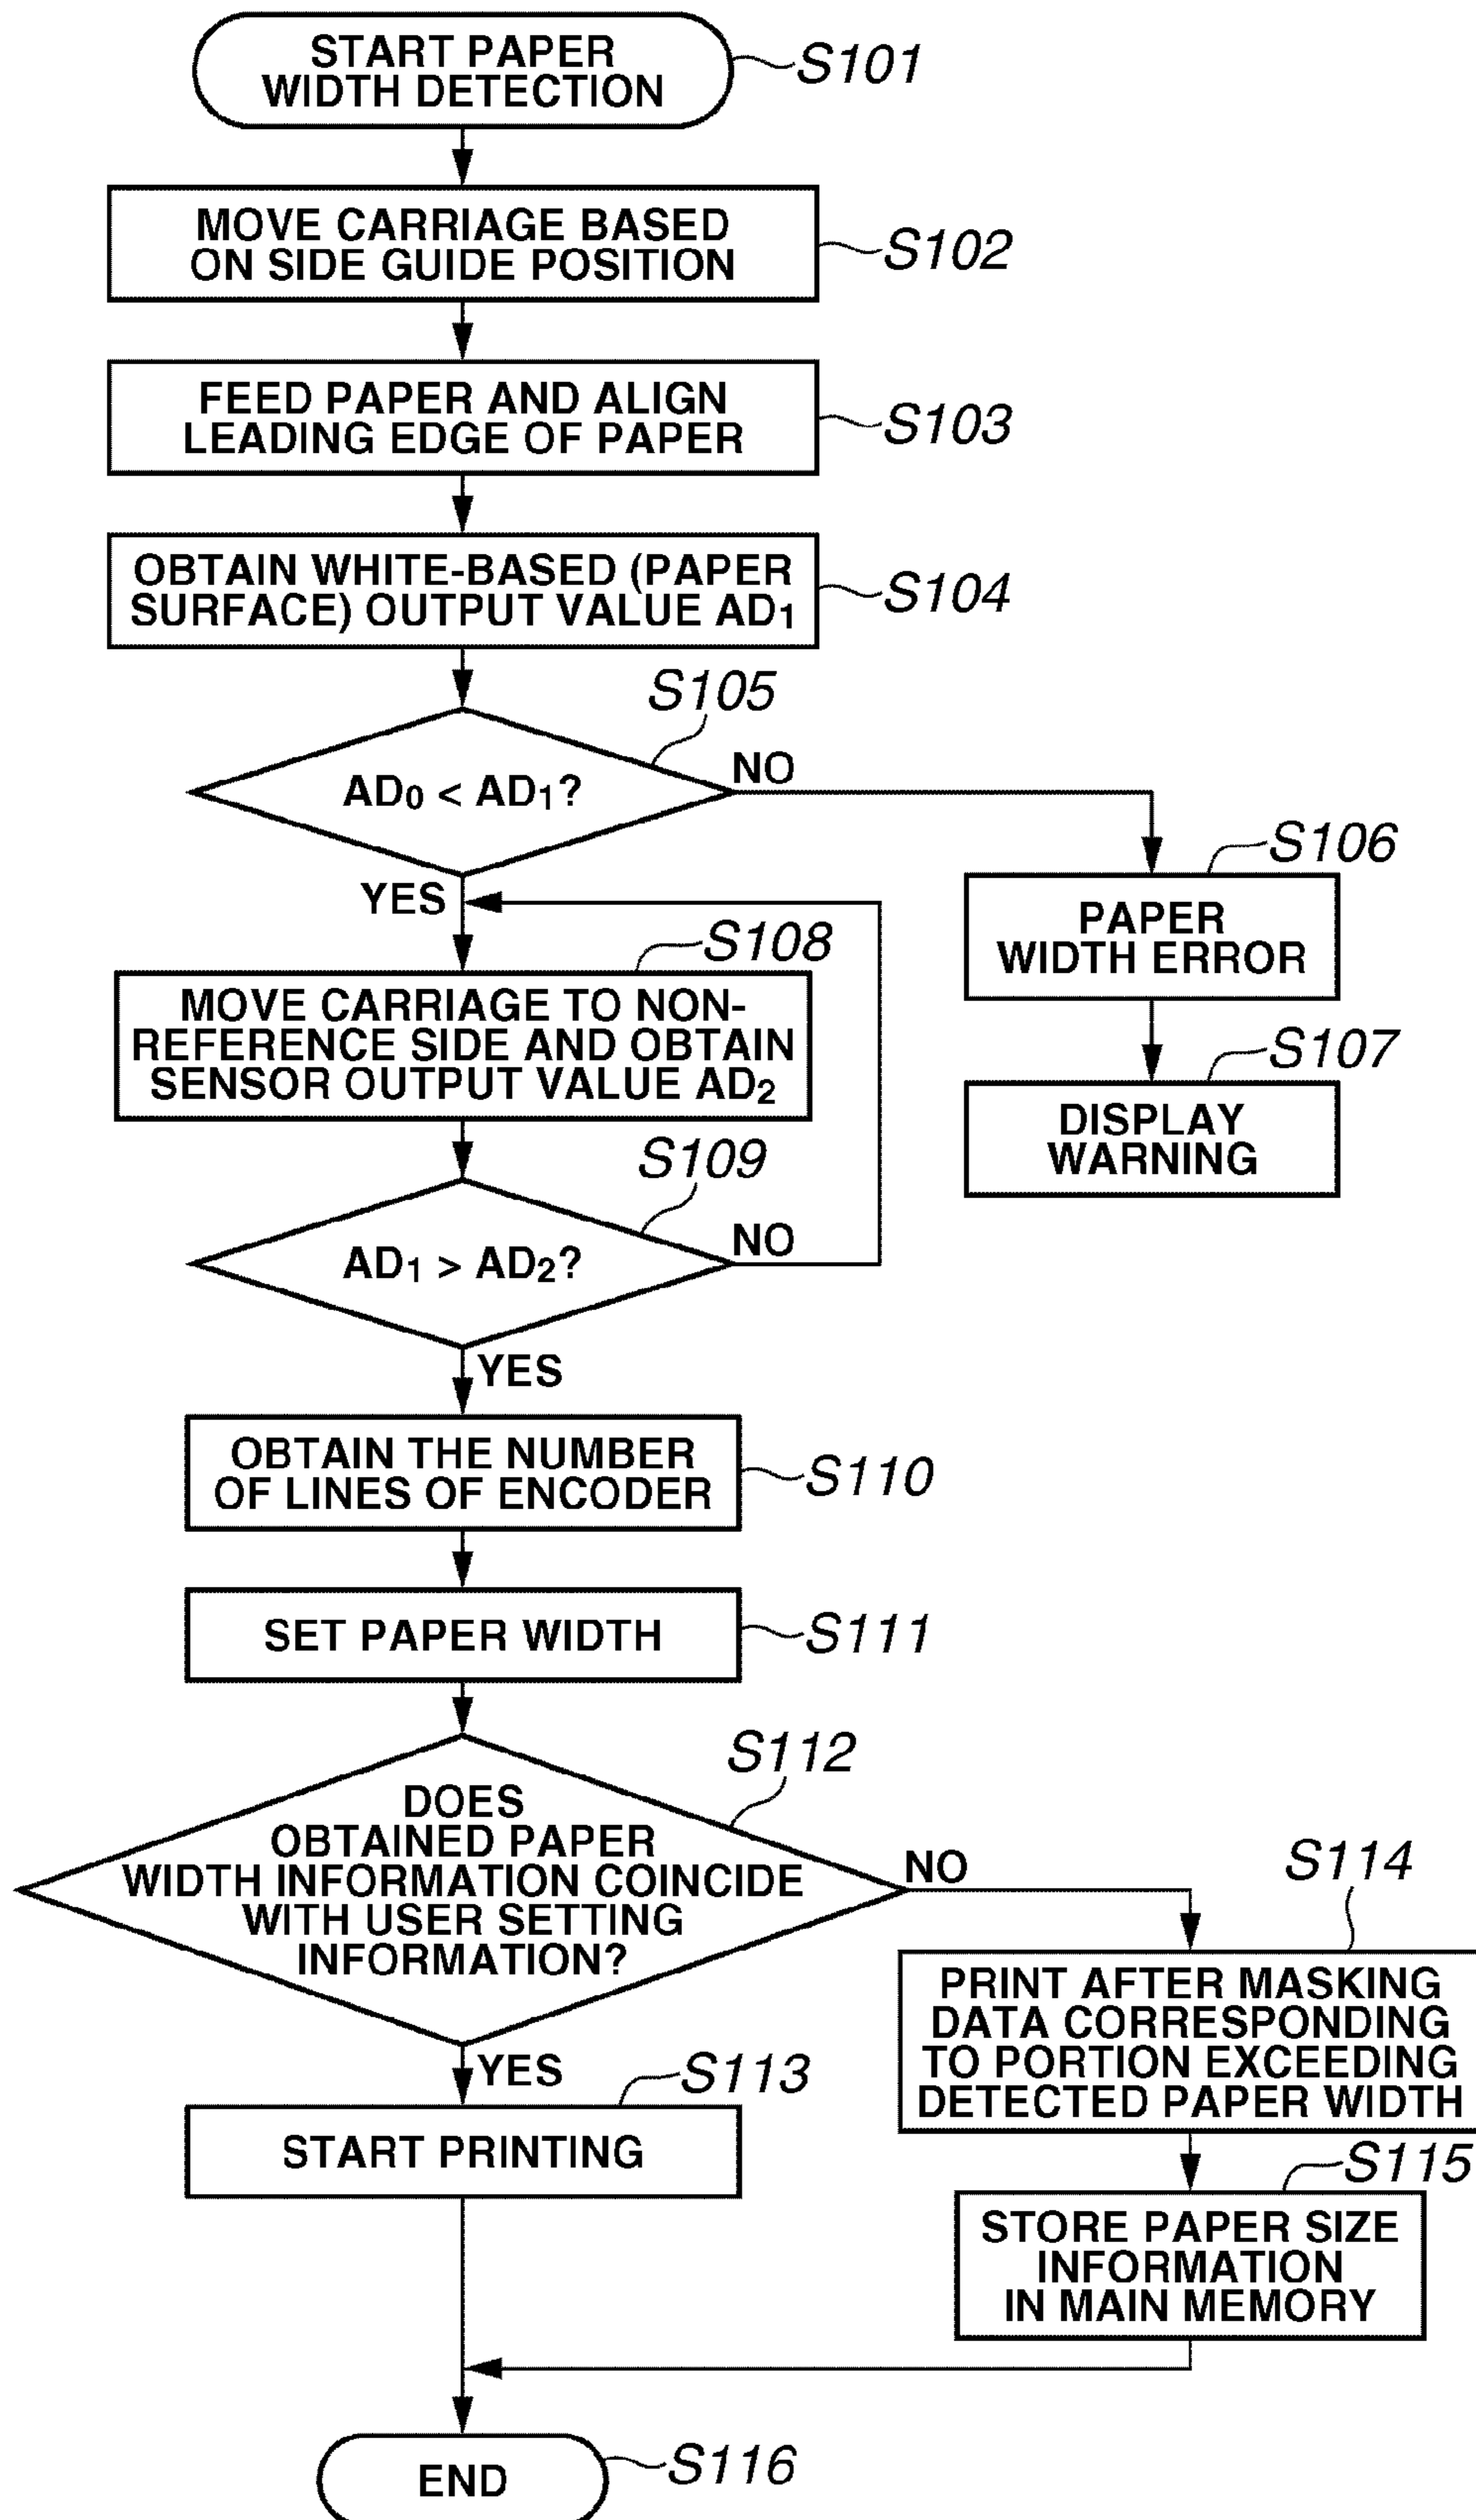 START PAPER
WIDTH DETECTION
S101
MOVE CARRIAGE BASED
ON SIDE GUIDE POSITION
S102
FEED PAPER AND ALIGN
LEADING EDGE OF PAPER
S103
OBTAIN WHITE-BASED (PAPER
SURFACE) OUTPUT VALUE AD1
S104
S105
AD0 < AD1?
NO
YES
S106
PAPER
WIDTH ERROR
S107
DISPLAY
WARNING
S108
MOVE CARRIAGE TO NON-
REFERENCE SIDE AND OBTAIN
SENSOR OUTPUT VALUE AD2
S109
AD1 > AD2?
NO
YES
OBTAIN THE NUMBER
OF LINES OF ENCODER
S110
SET PAPER WIDTH
S111
S112
DOES
OBTAINED PAPER
WIDTH INFORMATION COINCIDE
WITH USER SETTING
INFORMATION?
NO
YES
S113
START PRINTING
S114
PRINT AFTER MASKING
DATA CORRESPONDING
TO PORTION EXCEEDING
DETECTED PAPER WIDTH
S115
STORE PAPER SIZE
INFORMATION
IN MAIN MEMORY
END
S116